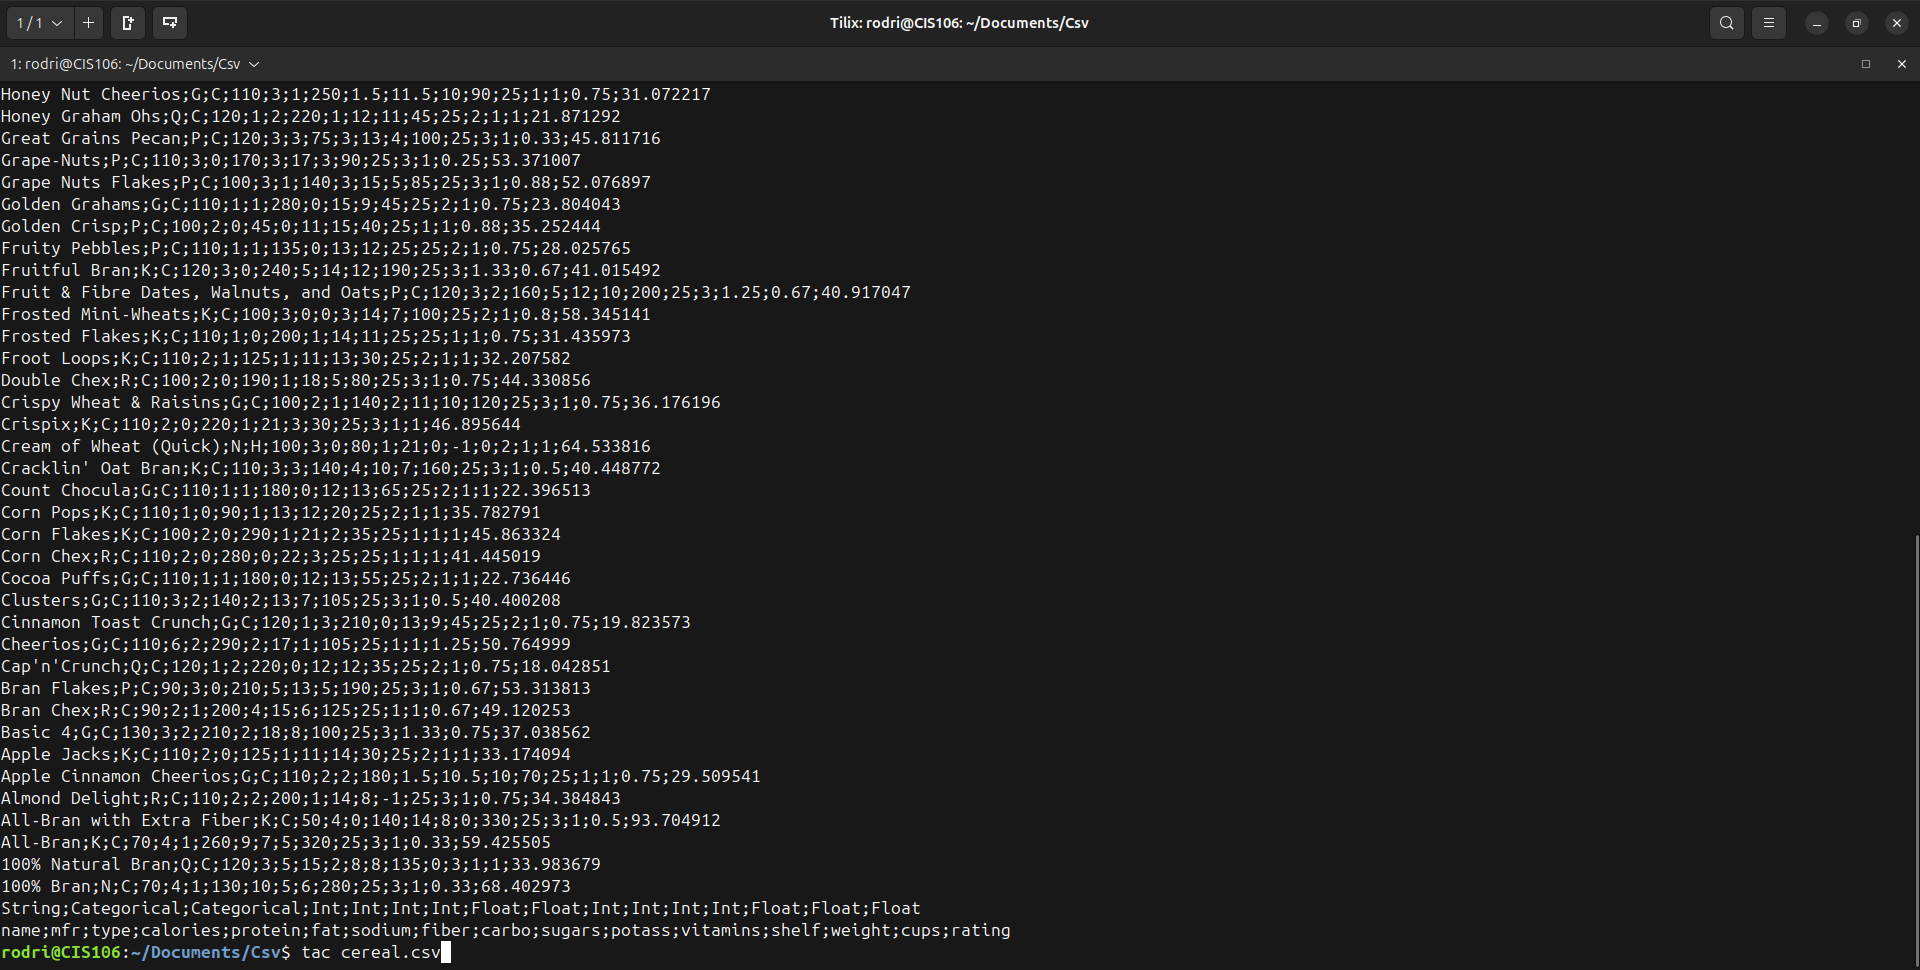 1 / 1
Tilix: rodri@CIS106: ~/Documents/Csv
1: rodri@CIS106: ~/Documents/Csv
Honey Nut Cheerios;G;C;110;3;1;250;1.5;11.5;10;90;25;1;1;0.75;31.072217
Honey Graham Ohs;Q;C;120;1;2;220;1;12;11;45;25;2;1;1;21.871292
Great Grains Pecan;P;C;120;3;3;75;3;13;4;100;25;3;1;0.33;45.811716
Grape-Nuts;P;C;110;3;0;170;3;17;3;90;25;3;1;0.25;53.371007
Grape Nuts Flakes;P;C;100;3;1;140;3;15;5;85;25;3;1;0.88;52.076897
Golden Grahams;G;C;110;1;1;280;0;15;9;45;25;2;1;0.75;23.804043
Golden Crisp;P;C;100;2;0;45;0;11;15;40;25;1;1;0.88;35.252444
Fruity Pebbles;P;C;110;1;1;135;0;13;12;25;25;2;1;0.75;28.025765
Fruitful Bran;K;C;120;3;0;240;5;14;12;190;25;3;1.33;0.67;41.015492
Fruit & Fibre Dates, Walnuts, and Oats;P;C;120;3;2;160;5;12;10;200;25;3;1.25;0.67;40.917047
Frosted Mini-Wheats;K;C;100;3;0;0;3;14;7;100;25;2;1;0.8;58.345141
Frosted Flakes;K;C;110;1;0;200;1;14;11;25;25;1;1;0.75;31.435973
Froot Loops;K;C;110;2;1;125;1;11;13;30;25;2;1;1;32.207582
Double Chex;R;C;100;2;0;190;1;18;5;80;25;3;1;0.75;44.330856
Crispy Wheat & Raisins;G;C;100;2;1;140;2;11;10;120;25;3;1;0.75;36.176196
Crispix;K;C;110;2;0;220;1;21;3;30;25;3;1;1;46.895644
Cream of Wheat (Quick);N;H;100;3;0;80;1;21;0;-1;0;2;1;1;64.533816
Cracklin' Oat Bran;K;C;110;3;3;140;4;10;7;160;25;3;1;0.5;40.448772
Count Chocula;G;C;110;1;1;180;0;12;13;65;25;2;1;1;22.396513
Corn Pops;K;C;110;1;0;90;1;13;12;20;25;2;1;1;35.782791
Corn Flakes;K;C;100;2;0;290;1;21;2;35;25;1;1;1;45.863324
Corn Chex;R;C;110;2;0;280;0;22;3;25;25;1;1;1;41.445019
Cocoa Puffs;G;C;110;1;1;180;0;12;13;55;25;2;1;1;22.736446
Clusters;G;C;110;3;2;140;2;13;7;105;25;3;1;0.5;40.400208
Cinnamon Toast Crunch;G;C;120;1;3;210;0;13;9;45;25;2;1;0.75;19.823573
Cheerios;G;C;110;6;2;290;2;17;1;105;25;1;1;1.25;50.764999
Cap'n'Crunch;Q;C;120;1;2;220;0;12;12;35;25;2;1;0.75;18.042851
Bran Flakes;P;C;90;3;0;210;5;13;5;190;25;3;1;0.67;53.313813
Bran Chex;R;C;90;2;1;200;4;15;6;125;25;1;1;0.67;49.120253
Basic 4;G;C;130;3;2;210;2;18;8;100;25;3;1.33;0.75;37.038562
Apple Jacks;K;C;110;2;0;125;1;11;14;30;25;2;1;1;33.174094
Apple Cinnamon Cheerios;G;C;110;2;2;180;1.5;10.5;10;70;25;1;1;0.75;29.509541
Almond Delight;R;C;110;2;2;200;1;14;8;-1;25;3;1;0.75;34.384843
All-Bran with Extra Fiber;K;C;50;4;0;140;14;8;0;330;25;3;1;0.5;93.704912
All-Bran;K;C;70;4;1;260;9;7;5;320;25;3;1;0.33;59.425505
100% Natural Bran;Q;C;120;3;5;15;2;8;8;135;0;3;1;1;33.983679
100% Bran;N;C;70;4;1;130;10;5;6;280;25;3;1;0.33;68.402973
String;Categorical;Categorical;Int;Int;Int;Int;Float;Float;Int;Int;Int;Int;Float;Float;Float
name;mfr;type;calories;protein;fat;sodium;fiber;carbo;sugars;potass;vitamins;shelf;weight;cups;rating
rodri@CIS106:~/Documents/Csv$ tac cereal.csv